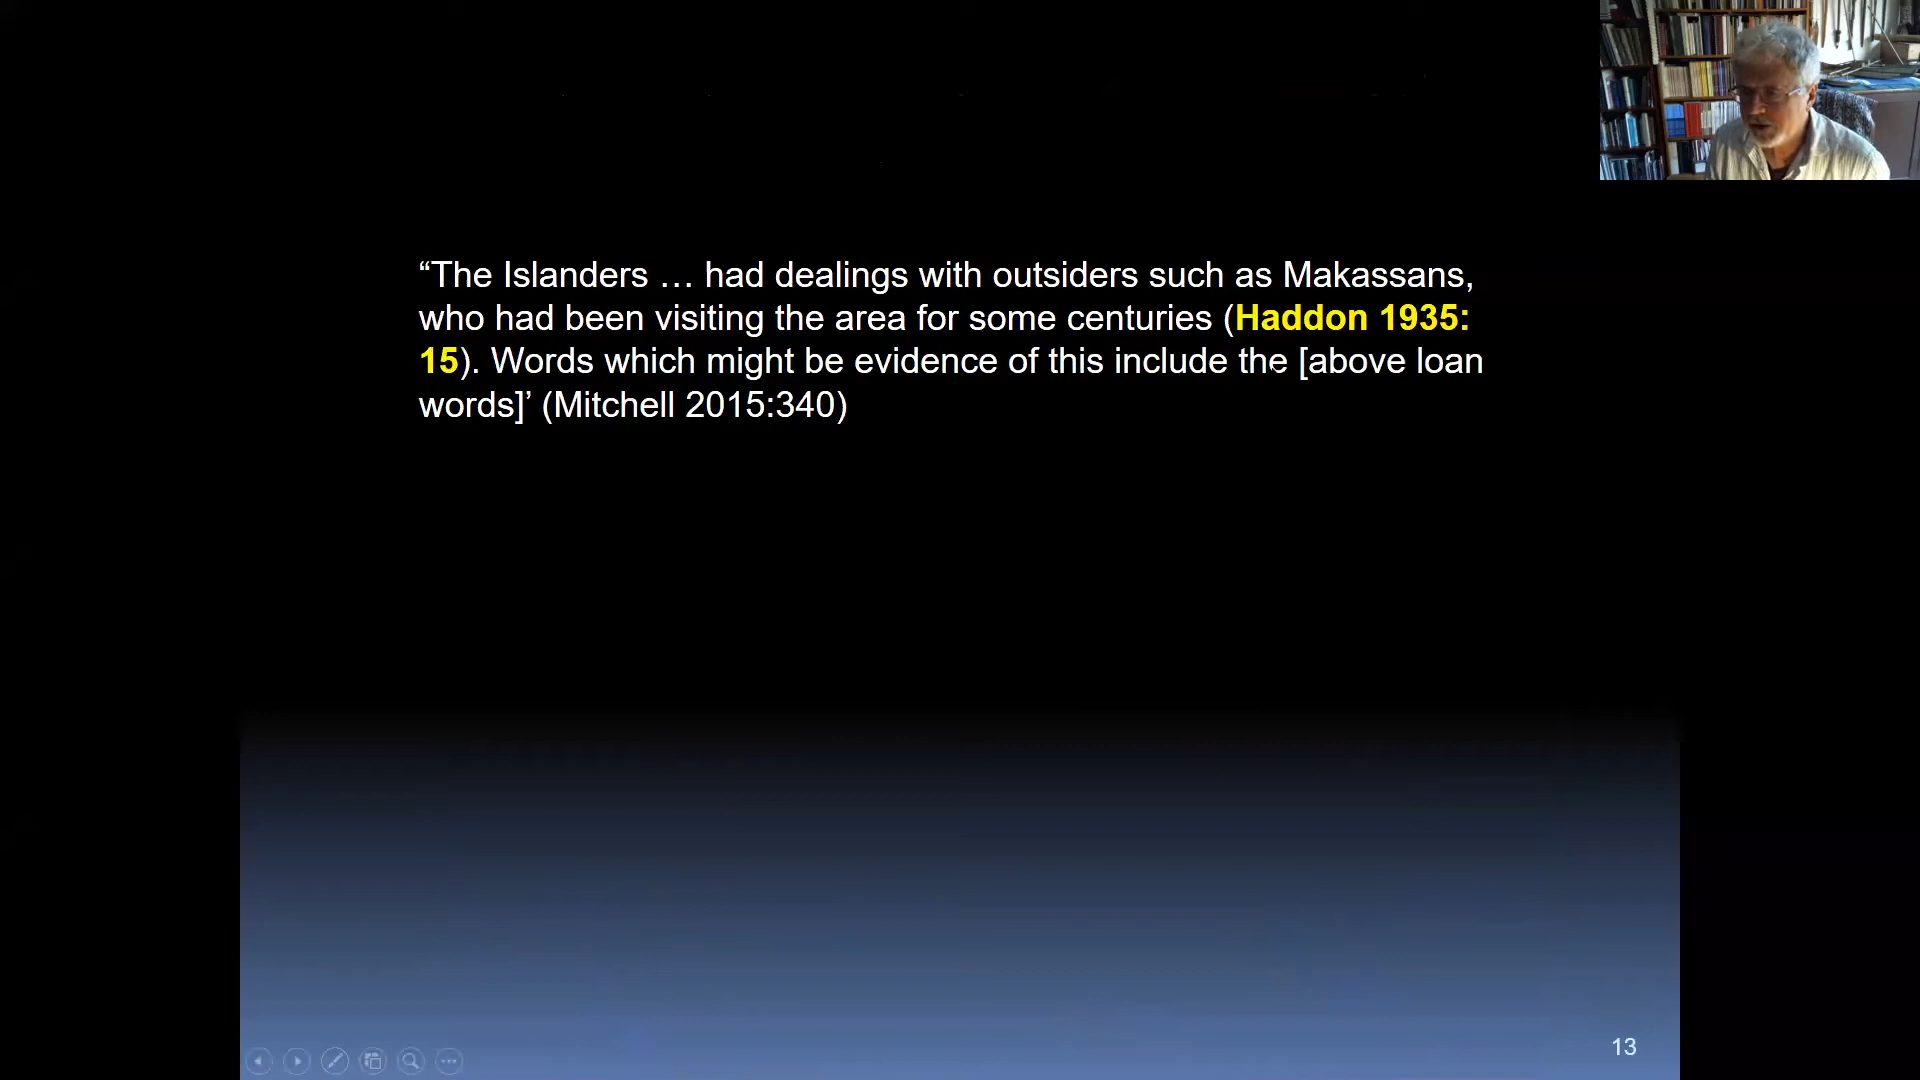 “The Islanders … had dealings with outsiders such as Makassans,
who had been visiting the area for some centuries (Haddon 1935:
15). Words which might be evidence of this include the [above loan
words]’ (Mitchell 2015:340)
13